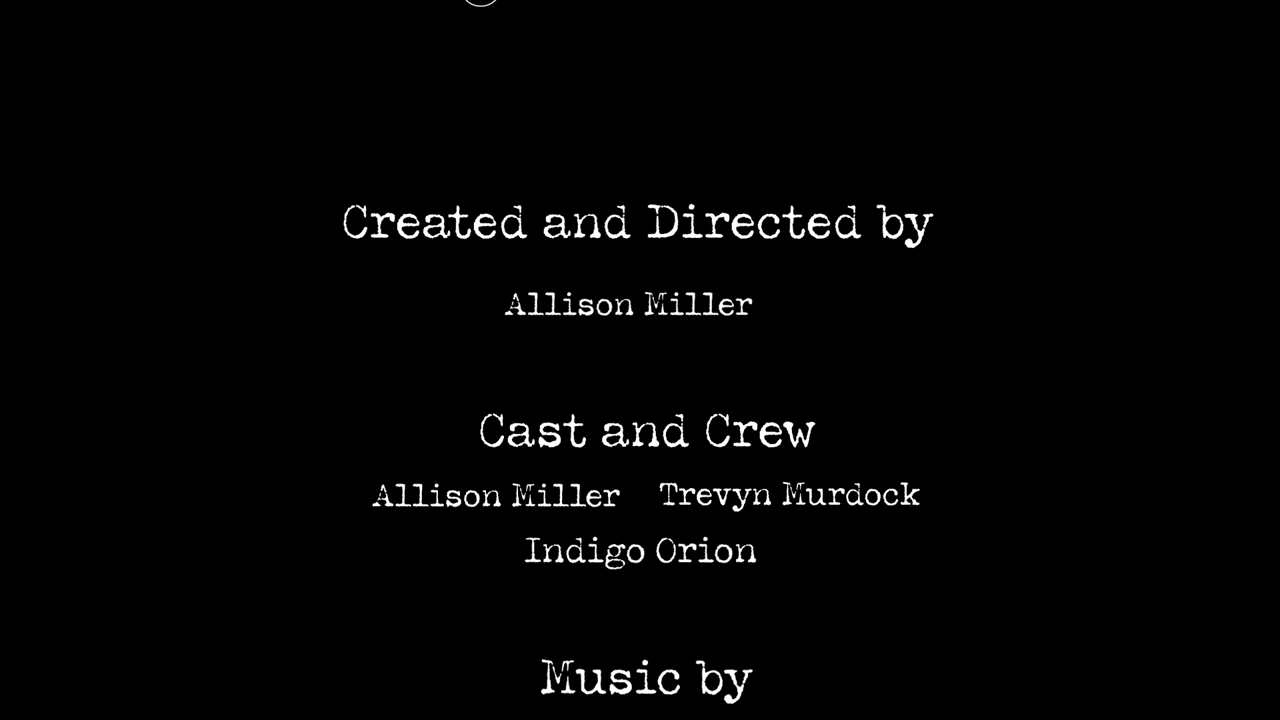 Created and Directed by
Allison Miller
Cast and Crew
Allison Miller Trevyn Murdock
Indigo Orion
Music by